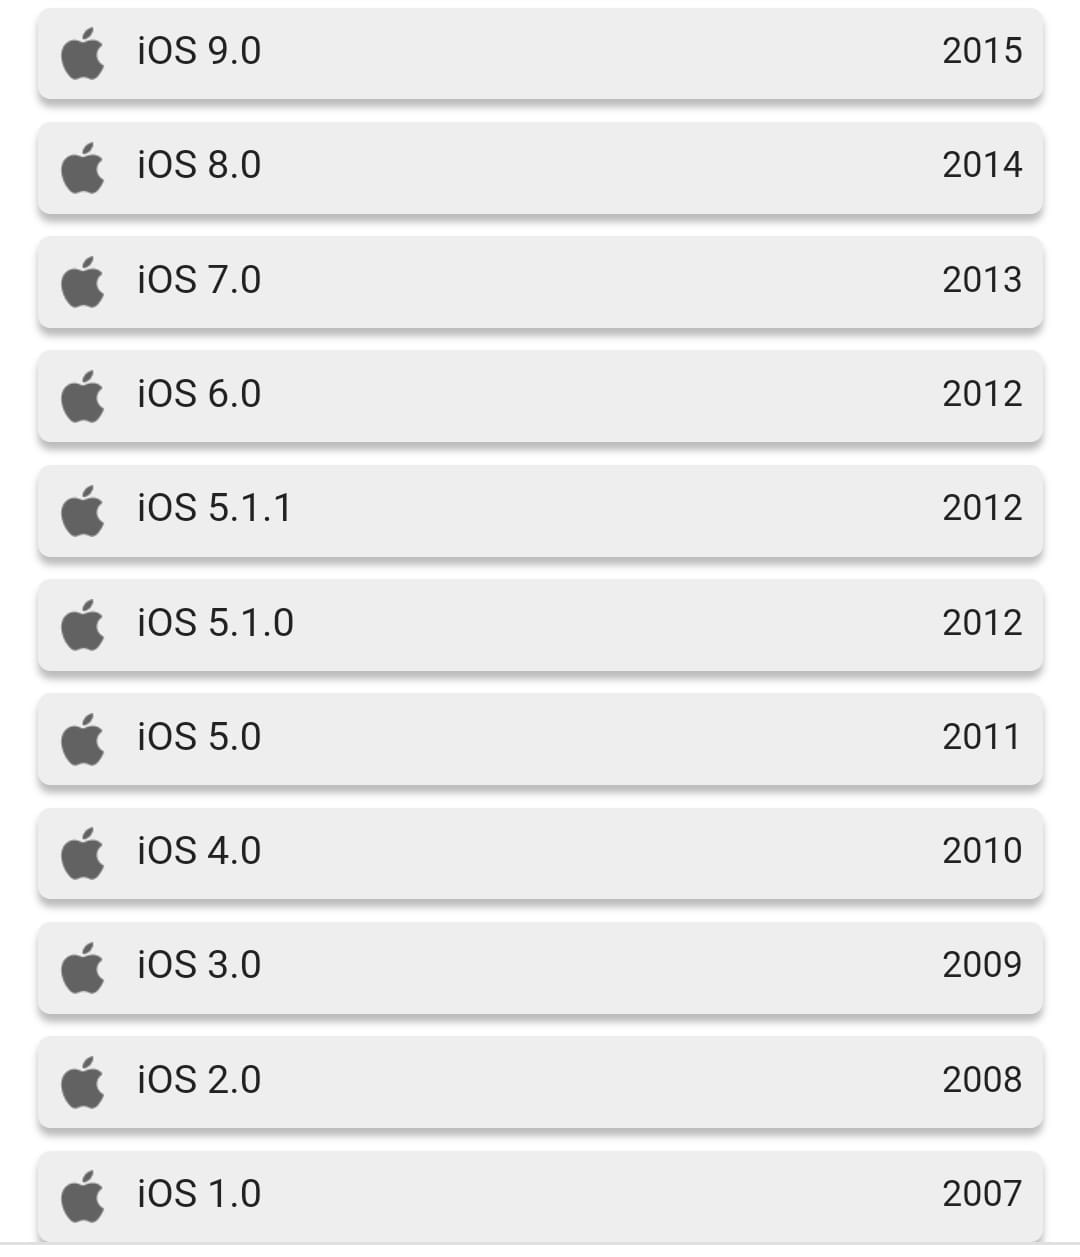 iOS 9.0 2015
iOS 8.0 2014
iOS 7.0 2013
iOS 6.0 2012
iOS 5.1.1 2012
iOS 5.1.0 2012
iOS 5.0 2011
iOS 4.0 2010
iOS 3.0 2009
iOS 2.0 2008
iOS 1.0 2007